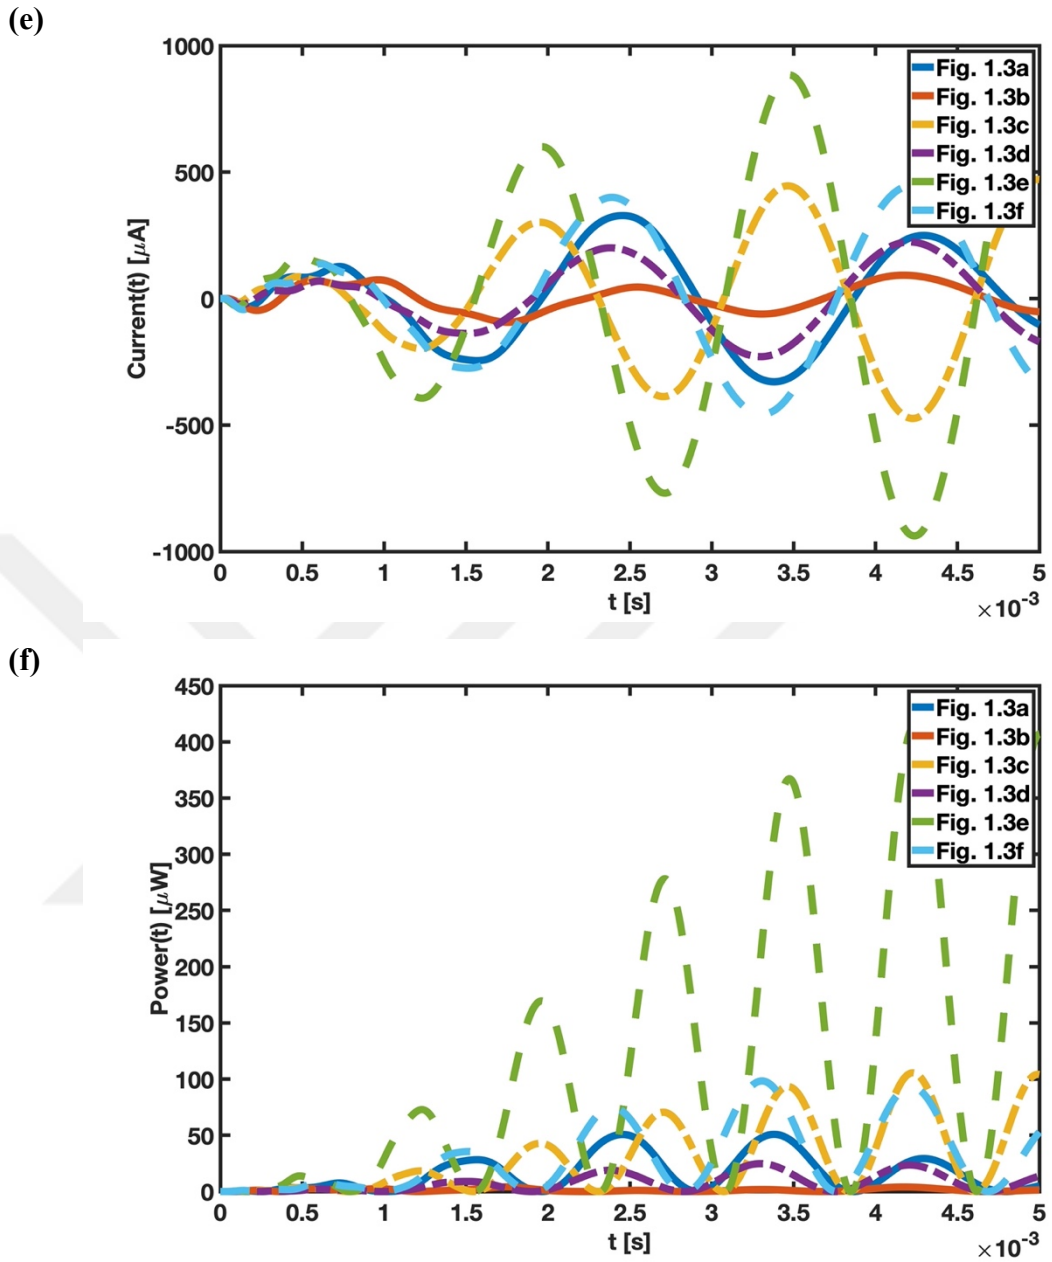 (e)
1000
500
0
-500
-1000
Current(t) [μA]
Fig. 1.3a
Fig. 1.3b
Fig. 1.3c
Fig. 1.3d
Fig. 1.3e
Fig. 1.3f
0 0.5 1 1.5 2 2.5 3 3.5 4 4.5 5
t [s]
×10-3
(f)
450
400
350
300
250
200
150
100
50
0
Power(t) [μW]
Fig. 1.3a
Fig. 1.3b
Fig. 1.3c
Fig. 1.3d
Fig. 1.3e
Fig. 1.3f
0 0.5 1 1.5 2 2.5 3 3.5 4 4.5 5
t [s]
×10-3